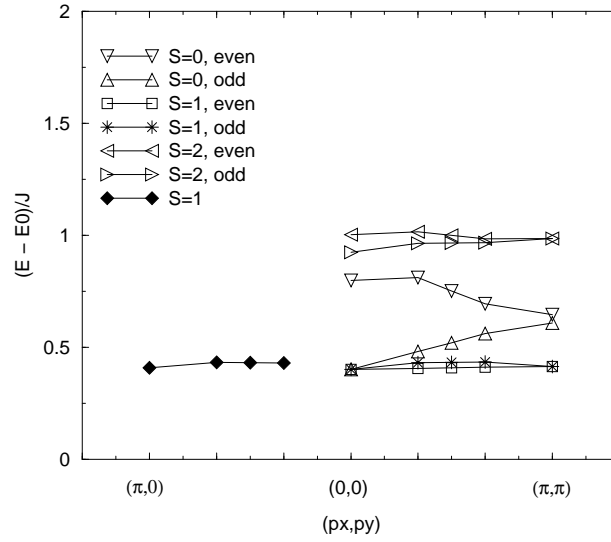 2
1.5
1
0.5
0
(E − E0)/J
S=0, even
S=0, odd
S=1, even
S=1, odd
S=2, even
S=2, odd
S=1
(π,0)
(0,0)
(π,π)
(px,py)